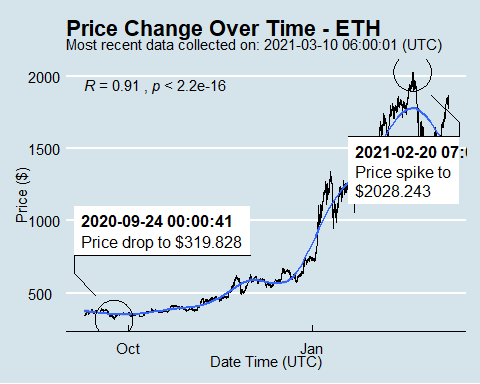 Price Change Over Time - ETH
Most recent data collected on: 2021-03-10 06:00:01 (UTC)
R = 0.91 , p < 2.2e-16
2000
1500
1000
500
Price ($)
2021-02-20 07:0
Price spike to
$2028.243
2020-09-24 00:00:41
Price drop to $319.828
Oct
Jan
Date Time (UTC)